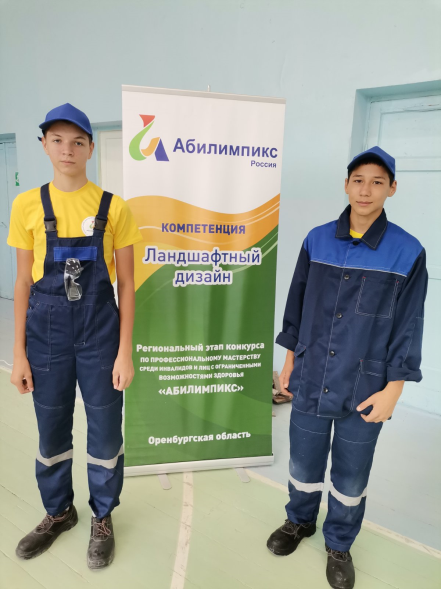 Абилимпикс
Россия
КОМПЕТЕНЦИЯ
Ландшафтный
дизайн
Региональный этап конкурса
ПО ПРОФЕССИОНАЛЬНОМУ МАСТЕРСТВУ
СРЕДИ ИНВАЛИДОВ И ЛИЦ С ОГРАНИЧЕННЫМИ
ВОЗМОЖНОСТЯМИ ЗДОРОВЬЯ
«АБИЛИМПИКС»
Оренбургская область